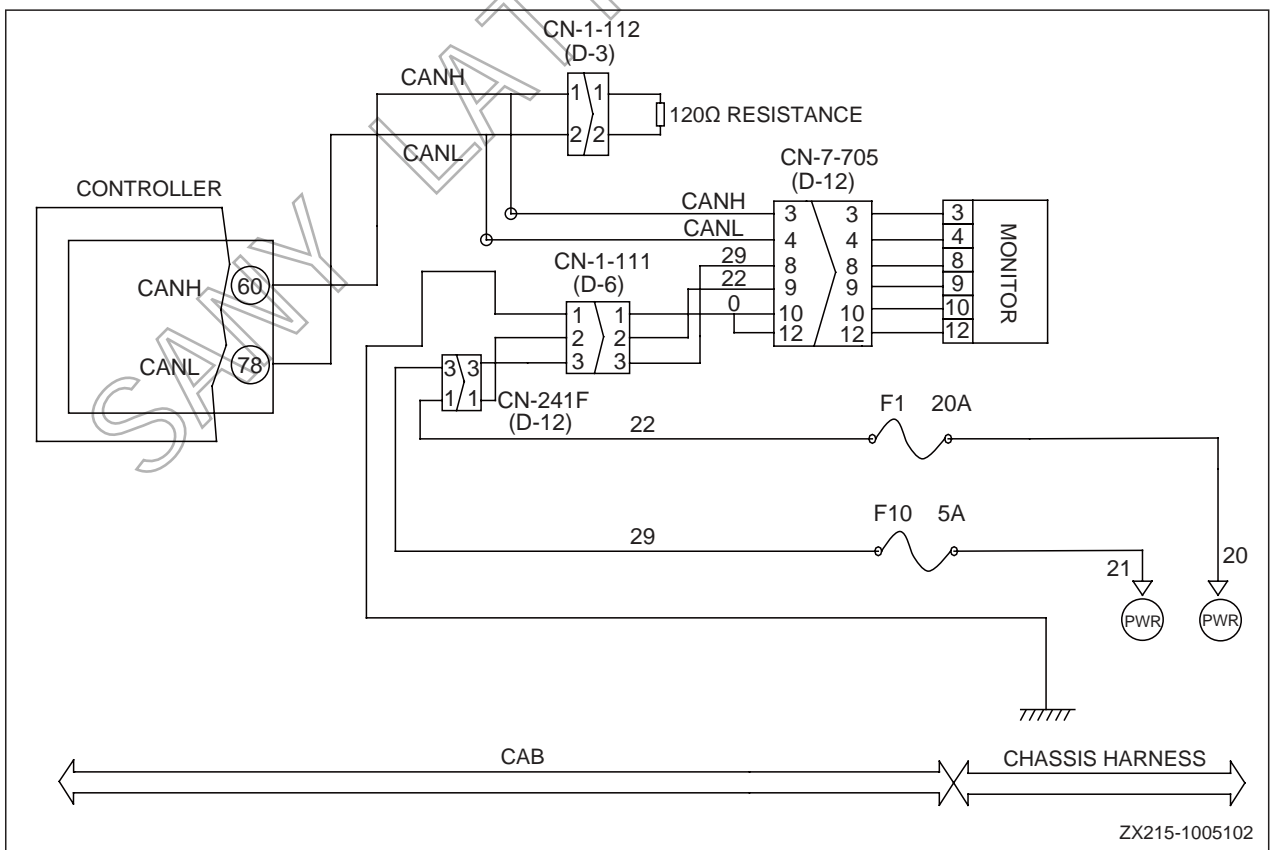 CN-1-112
(D-3)
CANH
1 1
120Ω RESISTANCE
2 2
CANL
CN-7-705
(D-12)
CONTROLLER
CANH
3 3 3
CANL
4 4 4
MONITOR
CN-1-111
(D-6)
29
8 8 8
22
9 9 9
0
10 10 10
12 12 12
CANH 60
CANL 78
1 1
2 2
3 3
3 3
1 1
CN-241F
(D-12)
22
F1 20A
29
F10 5A
21
20
PWR
PWR
CAB
CHASSIS HARNESS
ZX215-1005102
SANY LAT